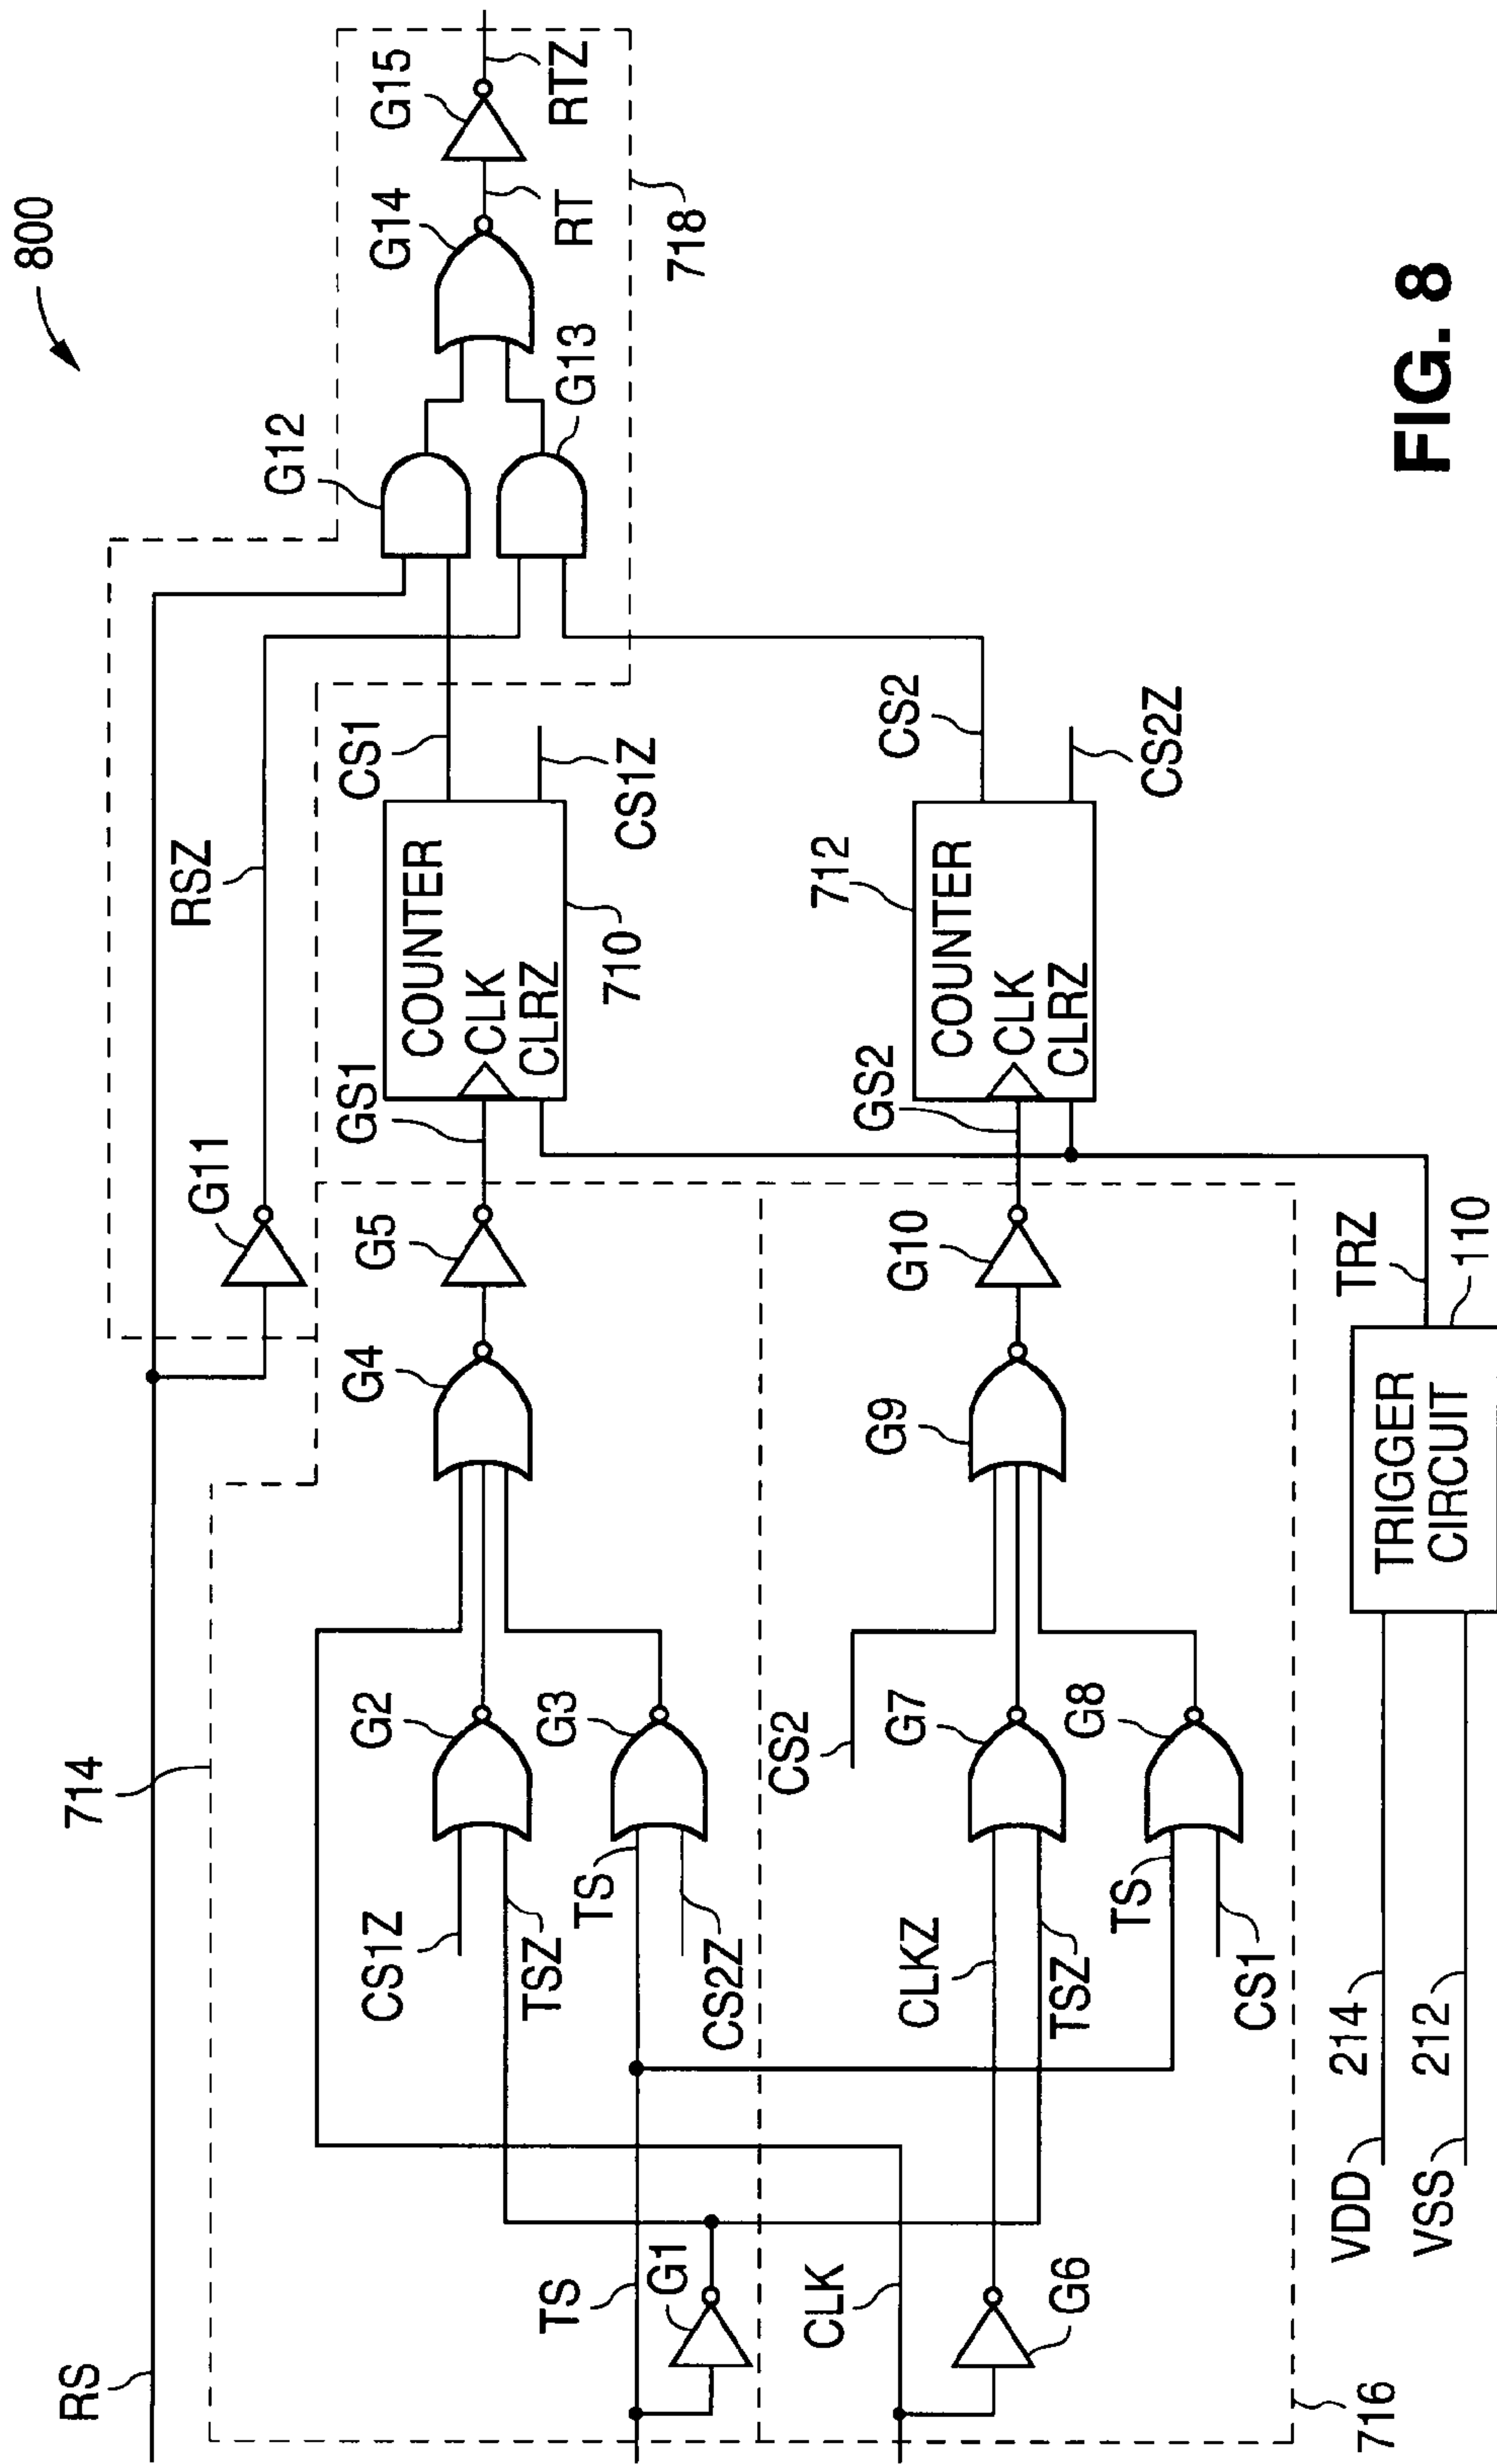 800
RS
714
RSZ
G11
G12
G13
G14
G15
RT
RTZ
718
TS
G1
CS1Z
TSZ
G2
TS
CS2Z
G3
G4
G5
GS1
COUNTER
CLK
CLRZ
710
CS1
CS1Z
CLK
G6
CLKZ
TSZ
CS2
G7
TS
CS1
G8
G9
G10
GS2
COUNTER
CLK
CLRZ
712
CS2
CS2Z
716
VDD
214
VSS
212
TRIGGER
CIRCUIT
110
TRZ
FIG. 8